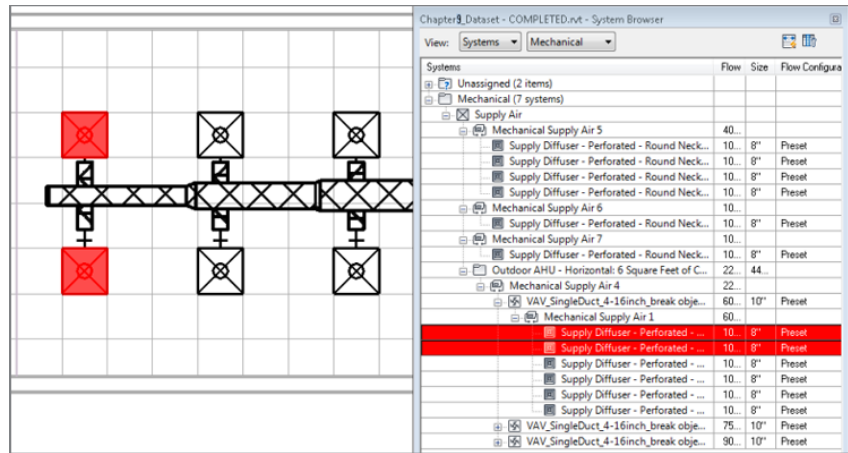 Chapter9_Dataset - COMPLETED.rvt - System Browser
View: Systems Mechanical
Systems Flow Size Flow Configura
Unassigned (2 items)
Mechanical (7 systems)
Supply Air
Mechanical Supply Air 5 40...
Supply Diffuser - Perforated - Round Neck... 10... 8" Preset
Supply Diffuser - Perforated - Round Neck... 10... 8" Preset
Supply Diffuser - Perforated - Round Neck... 10... 8" Preset
Supply Diffuser - Perforated - Round Neck... 10... 8" Preset
Mechanical Supply Air 6 10...
Supply Diffuser - Perforated - Round Neck... 10... 8" Preset
Mechanical Supply Air 7 10...
Supply Diffuser - Perforated - Round Neck... 10... 8" Preset
Outdoor AHU - Horizontal: 6 Square Feet of C... 22... 44...
Mechanical Supply Air 4 22...
VAV_SingleDuct_4-16inch_break obje... 60... 10" Preset
Mechanical Supply Air 1 60...
Supply Diffuser - Perforated - ... 10... 8" Preset
Supply Diffuser - Perforated - ... 10... 8" Preset
Supply Diffuser - Perforated - ... 10... 8" Preset
Supply Diffuser - Perforated - ... 10... 8" Preset
Supply Diffuser - Perforated - ... 10... 8" Preset
Supply Diffuser - Perforated - ... 10... 8" Preset
VAV_SingleDuct_4-16inch_break obje... 75... 10" Preset
VAV_SingleDuct_4-16inch_break obje... 90... 10" Preset